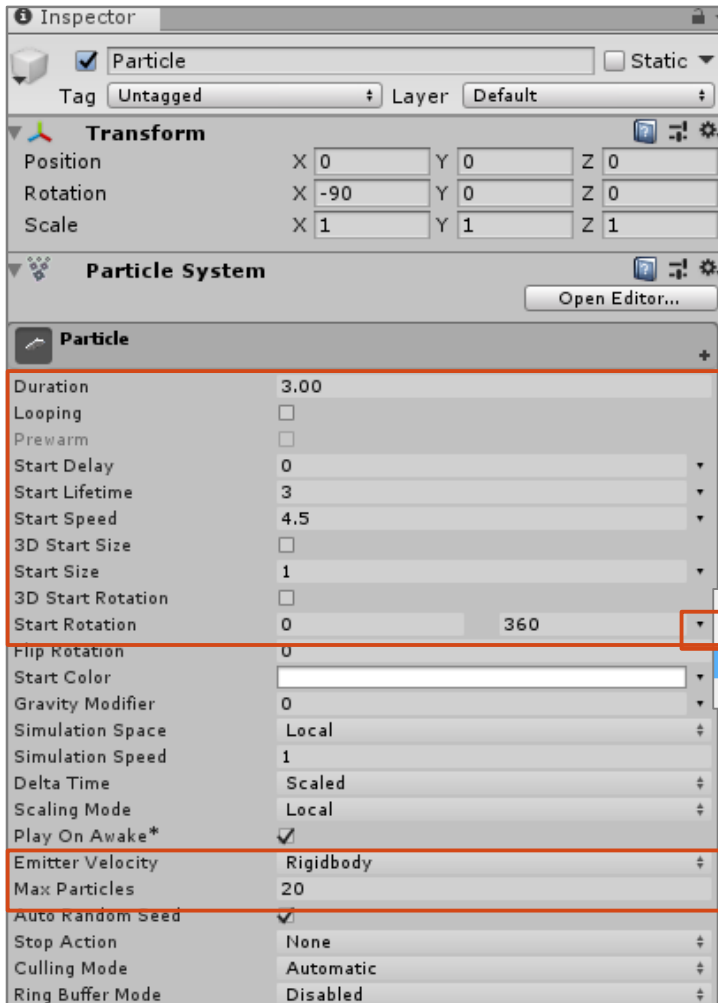 Inspector
Particle Static
Tag Untagged Layer Default
Transform
Position X 0 Y 0 Z 0
Rotation X -90 Y 0 Z 0
Scale X 1 Y 1 Z 1
Particle System
Open Editor...
Particle
Duration 3.00
Looping
Prewarm
Start Delay 0
Start Lifetime 3
Start Speed 4.5
3D Start Size
Start Size 1
3D Start Rotation
Start Rotation 0 360
Flip Rotation 0
Start Color
Gravity Modifier 0
Simulation Space Local
Simulation Speed 1
Delta Time Scaled
Scaling Mode Local
Play On Awake*
Emitter Velocity Rigidbody
Max Particles 20
Auto Random Seed
Stop Action None
Culling Mode Automatic
Ring Buffer Mode Disabled